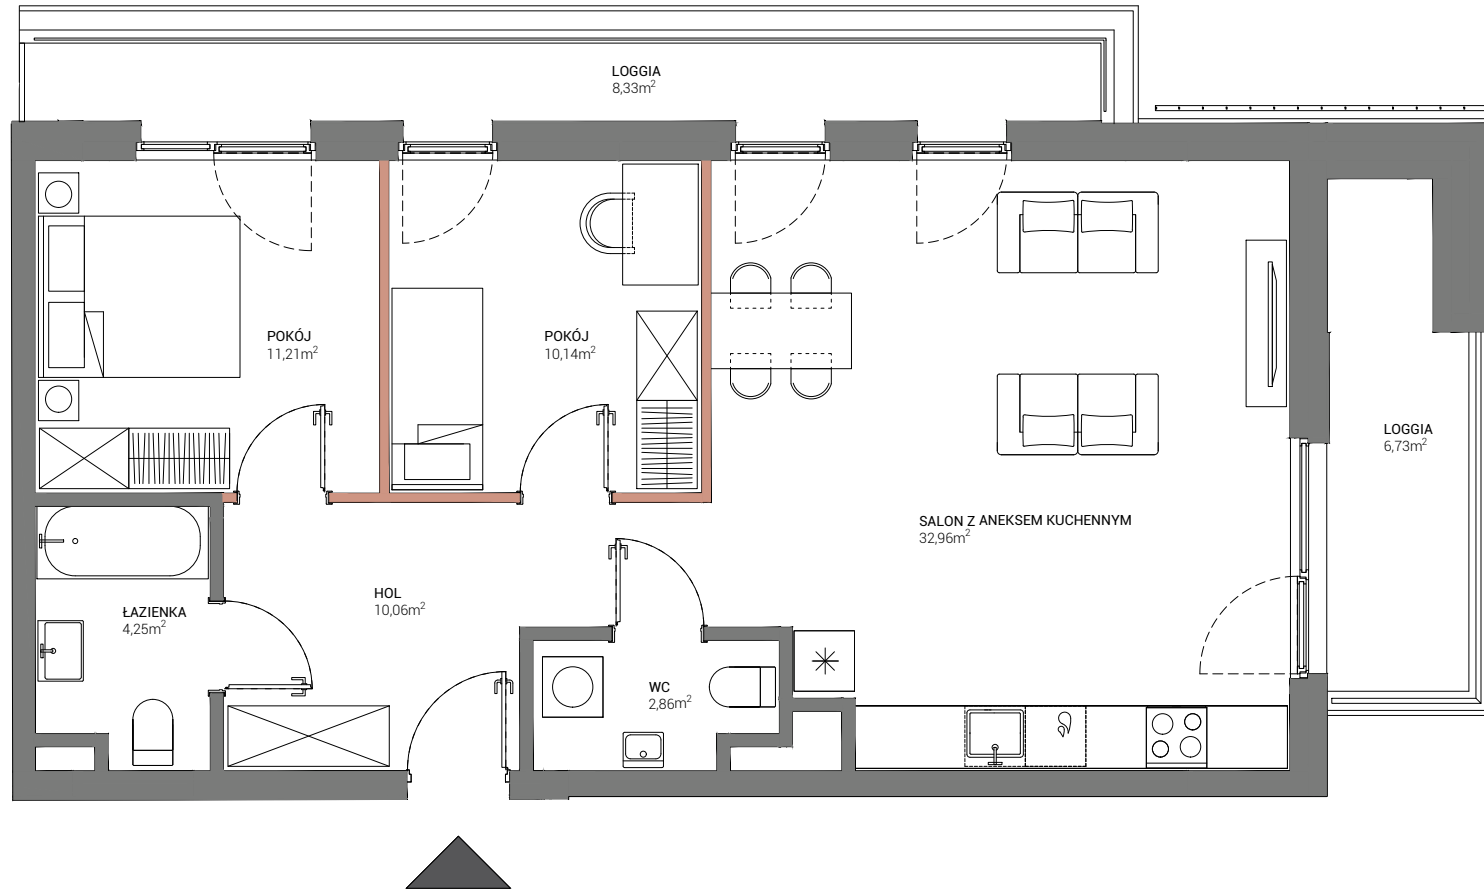 LOGGIA
8,33m²
POKÓJ
11,21m²
POKÓJ
10,14m²
LOGGIA
6,73m²
SALON Z ANEKSEM KUCHENNYM
32,96m²
HOL
10,06m²
ŁAZIENKA
4,25m²
WC
2,86m²